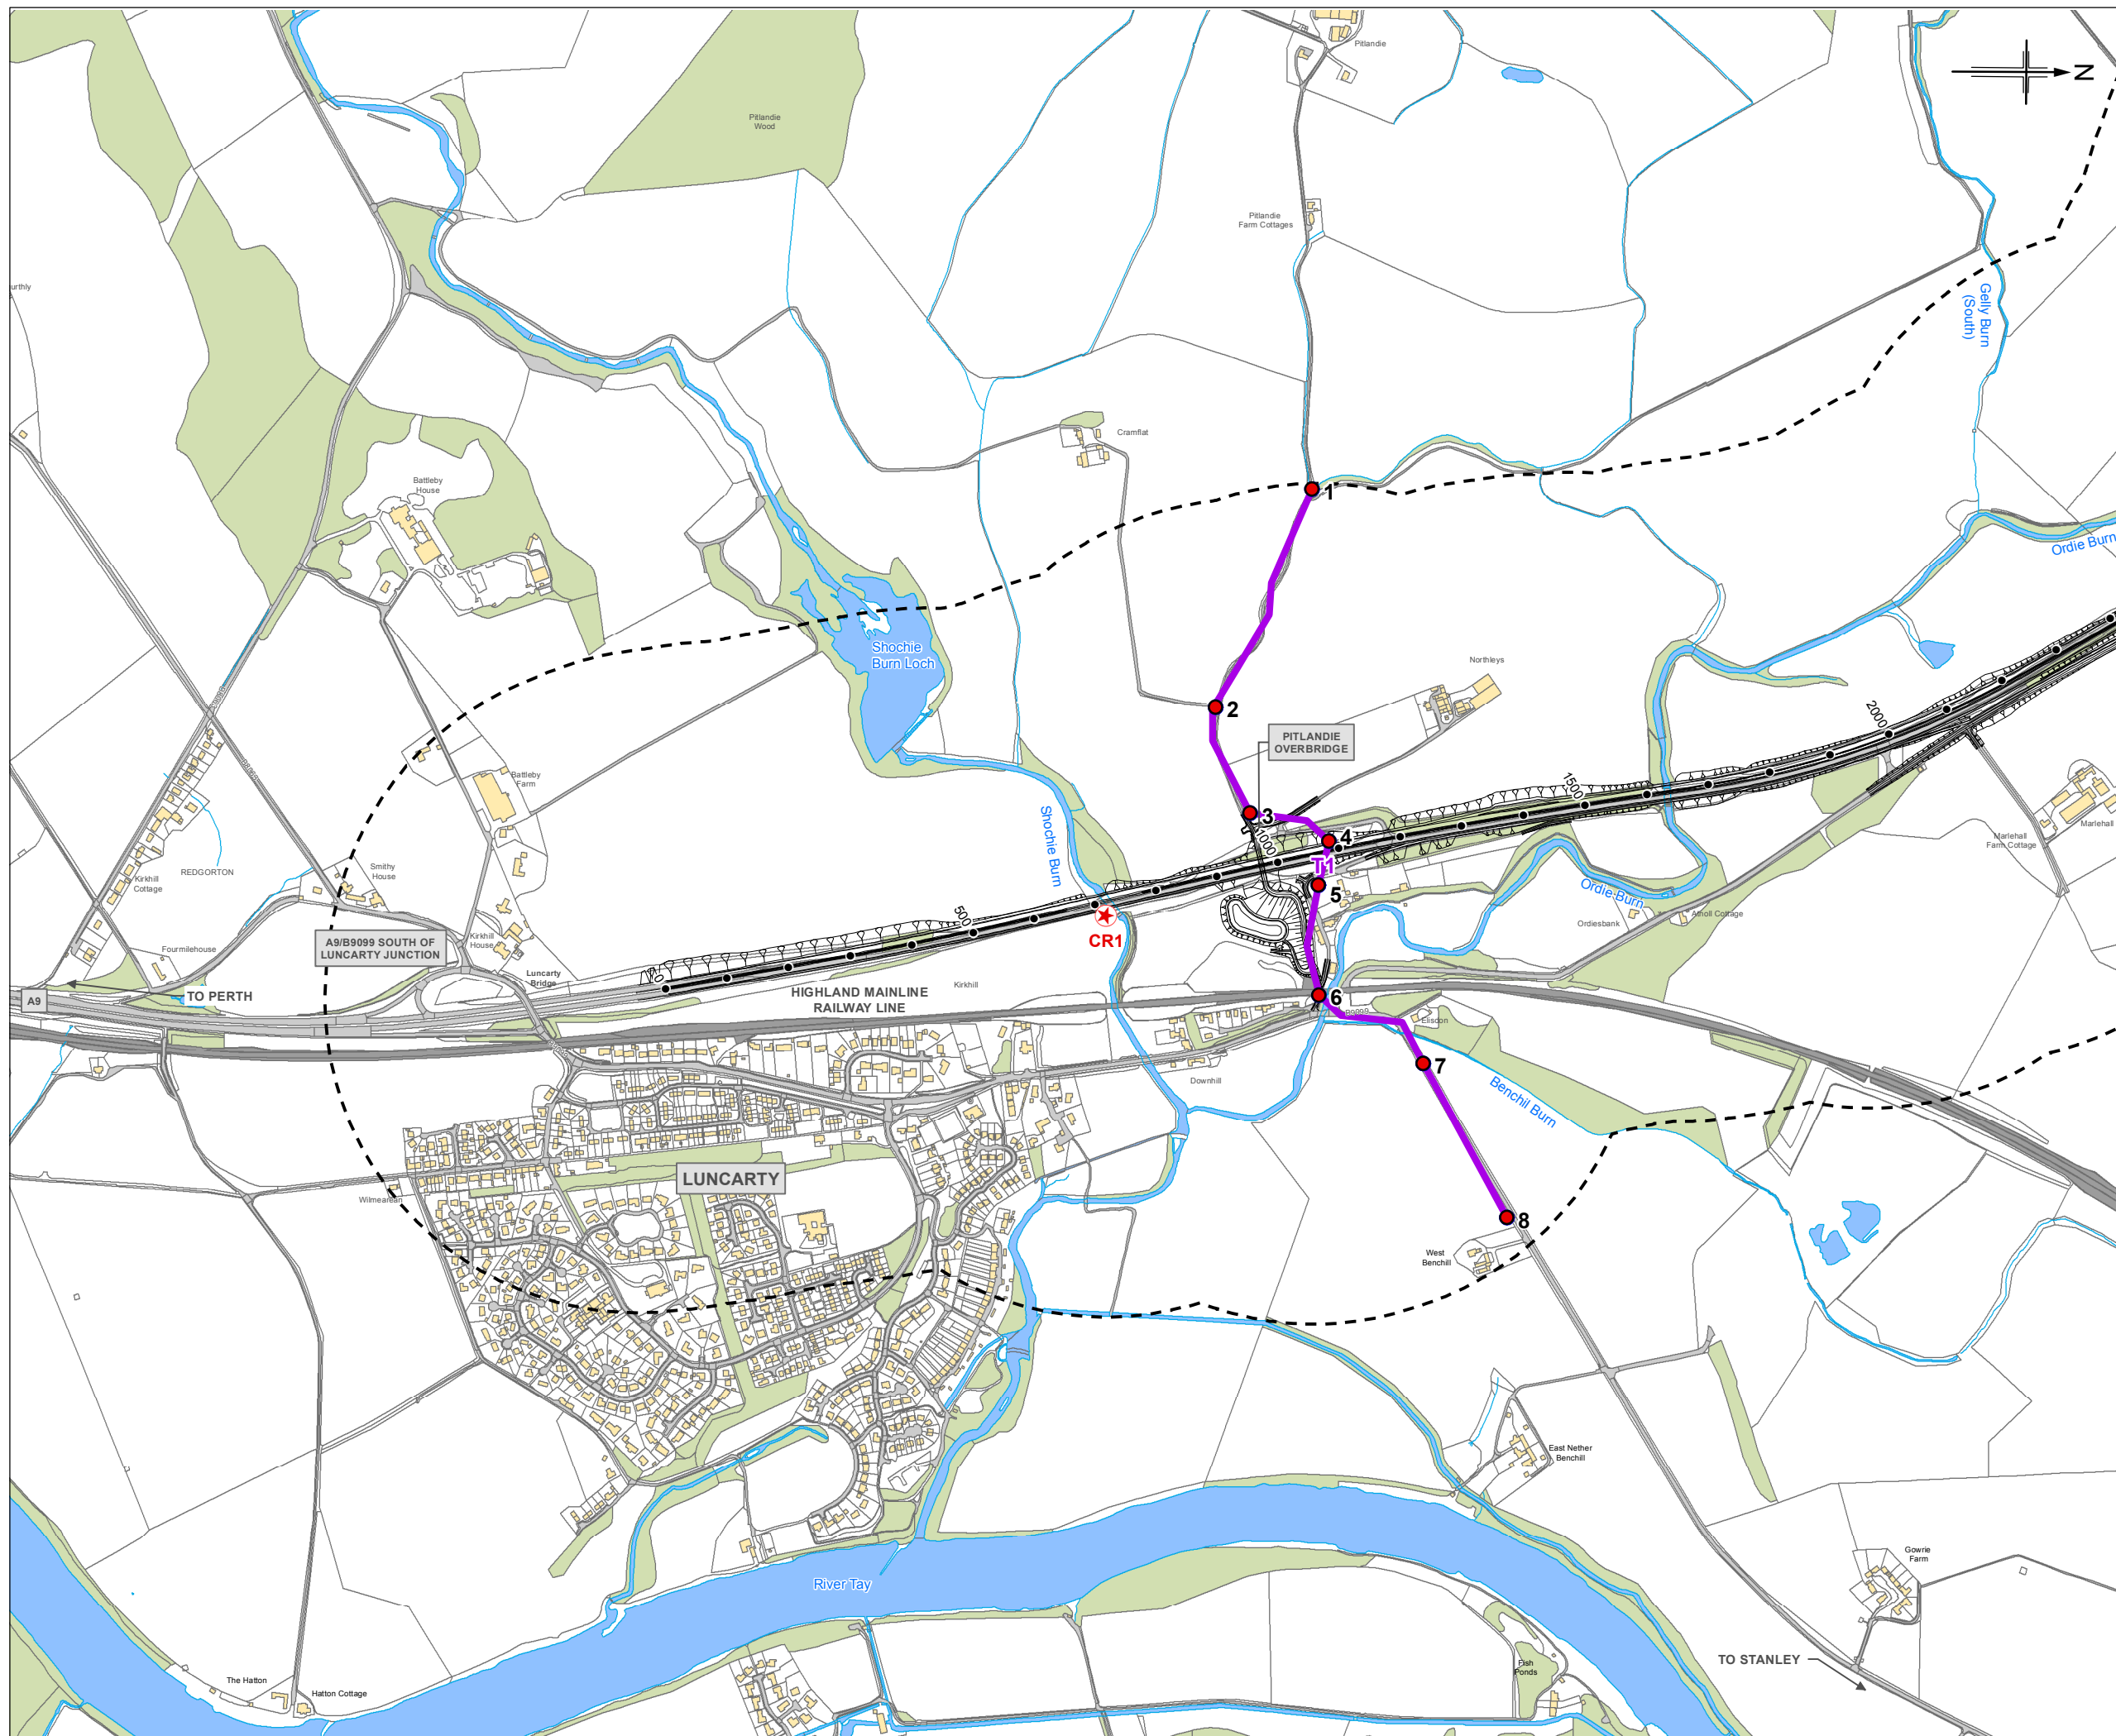 Pitlandie
N
Pitlandie
Wood
Pitlandie
Farm Cottages
urthly
Gelly Burn
(South)
Cramflat
Battleby
House
1
Ordie Burn
Shochie
Burn Loch
Northleys
2
2000
PITLANDIE
OVERBRIDGE
Battleby
Farm
1500
3
1000
4
T1
5
Shochie Burn
Marlehall
Marlehall
Farm Cottage
Smithy
House
REDGORTON
Kirkhill
Cottage
Ordie Burn
Atholl Cottage
Ordiesbank
500
CR1
Kirkhill
House
A9/B9099 SOUTH OF
LUNCARTY JUNCTION
Fourmilehouse
Luncarty
Bridge
0
Kirkhill
HIGHLAND MAINLINE
RAILWAY LINE
TO PERTH
A9
6
B9099
Elisdon
7
Downhill
Benchil Burn
LUNCARTY
Wilmearean
8
West
Benchill
East Nether
Benchill
River Tay
Gowrie
Farm
TO STANLEY
Fish
Ponds
The Hatton
Hatton Cottage